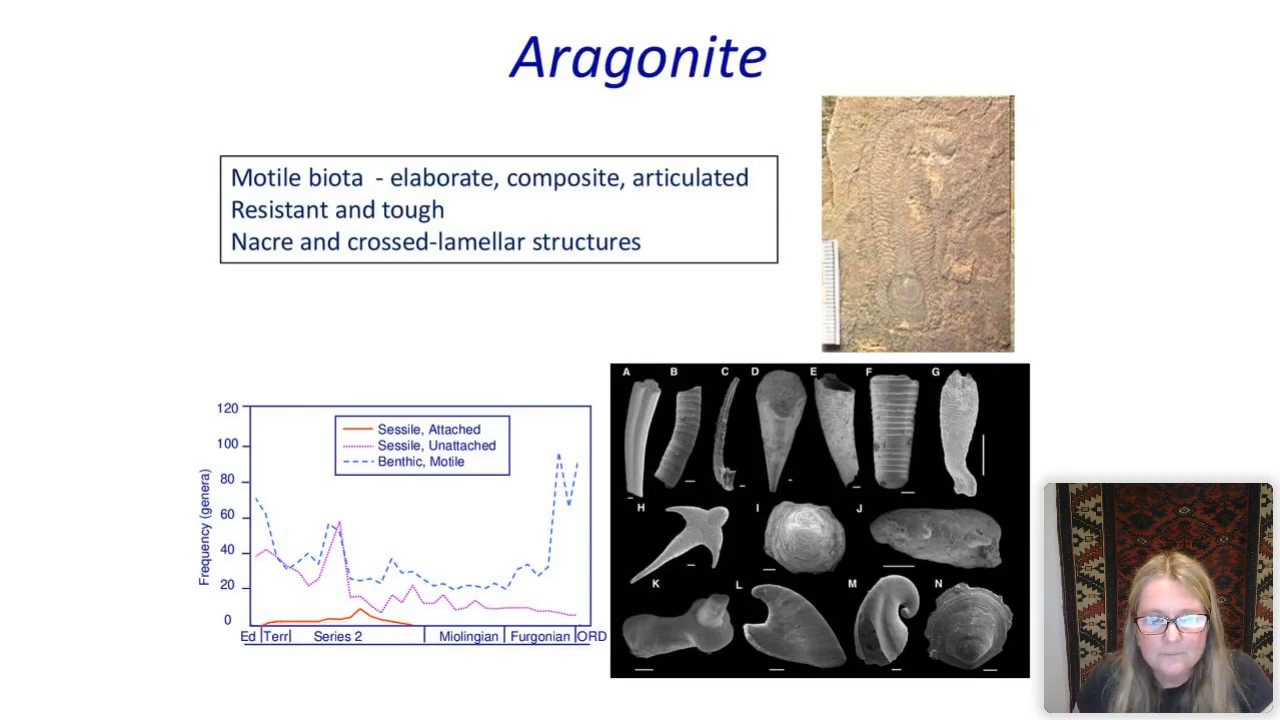 Aragonite
Motile biota - elaborate, composite, articulated
Resistant and tough
Nacre and crossed-lamellar structures
120
100
80
60
40
20
0
Frequency (genera)
Sessile, Attached
Sessile, Unattached
Benthic, Motile
Ed Terr Series 2 Miolingian Furgonian ORD
A B C D E F G
H I J
K L M N